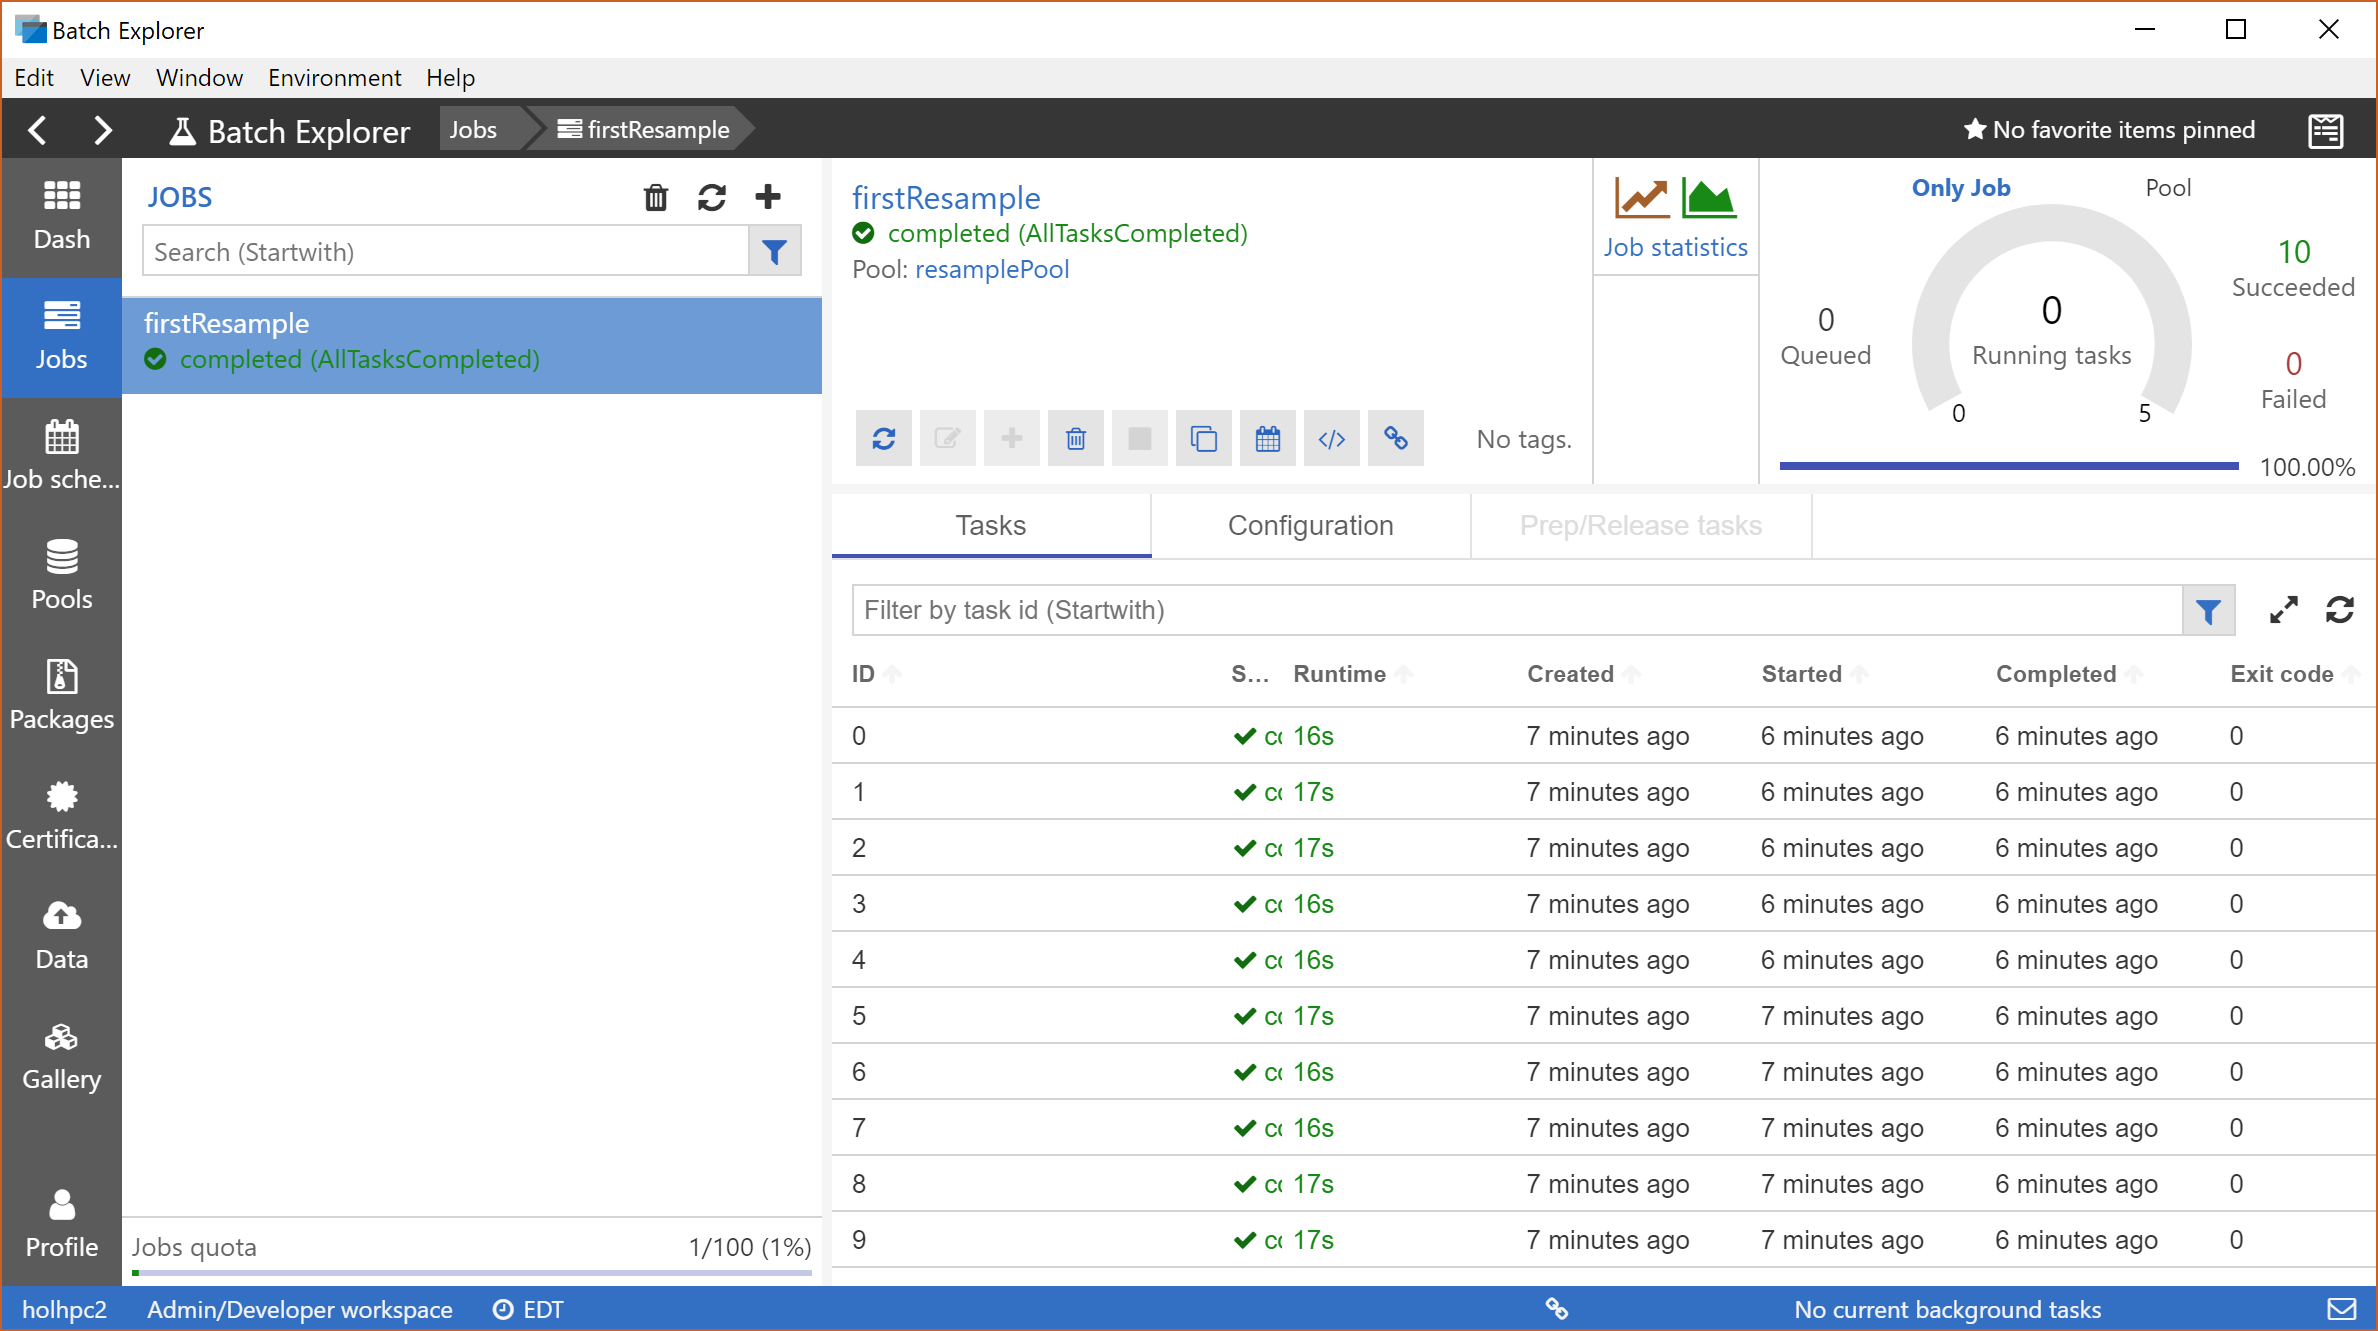 Batch Explorer
Edit View Window Environment Help
Batch Explorer Jobs firstResample No favorite items pinned
Dash
Jobs
Job sche...
Pools
Packages
Certifica...
Data
Gallery
Profile
JOBS
Search (Startwith)
firstResample
completed (AllTasksCompleted)
Jobs quota 1/100 (1%)
firstResample
completed (AllTasksCompleted)
Pool: resamplePool
No tags.
Job statistics
Only Job Pool
0
Queued
0
Running tasks
0 5
10
Succeeded
0
Failed
100.00%
Tasks Configuration Prep/Release tasks
Filter by task id (Startwith)
ID S... Runtime Created Started Completed Exit code
0 16s 7 minutes ago 6 minutes ago 6 minutes ago 0
1 17s 7 minutes ago 6 minutes ago 6 minutes ago 0
2 17s 7 minutes ago 6 minutes ago 6 minutes ago 0
3 16s 7 minutes ago 6 minutes ago 6 minutes ago 0
4 16s 7 minutes ago 6 minutes ago 6 minutes ago 0
5 17s 7 minutes ago 7 minutes ago 6 minutes ago 0
6 16s 7 minutes ago 7 minutes ago 6 minutes ago 0
7 16s 7 minutes ago 7 minutes ago 6 minutes ago 0
8 17s 7 minutes ago 7 minutes ago 6 minutes ago 0
9 17s 7 minutes ago 7 minutes ago 6 minutes ago 0
holhpc2 Admin/Developer workspace EDT No current background tasks